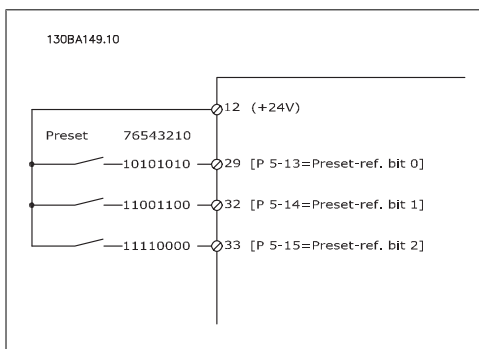 130BA149.10
12 (+24V)
Preset 76543210
10101010 29 [P 5-13=Preset-ref. bit 0]
11001100 32 [P 5-14=Preset-ref. bit 1]
11110000 33 [P 5-15=Preset-ref. bit 2]